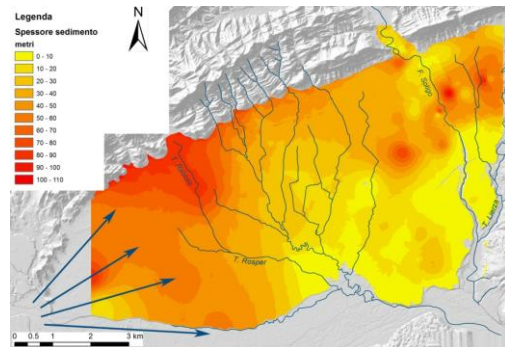 Legenda
Spessore sedimento
metri
0 - 10
10 - 20
20 - 30
30 - 40
40 - 50
50 - 60
60 - 70
70 - 80
80 - 90
90 - 100
100 - 110
N
F. Soligo
T. Lierza
T. Rosper
0 0.5 1 2 3 km